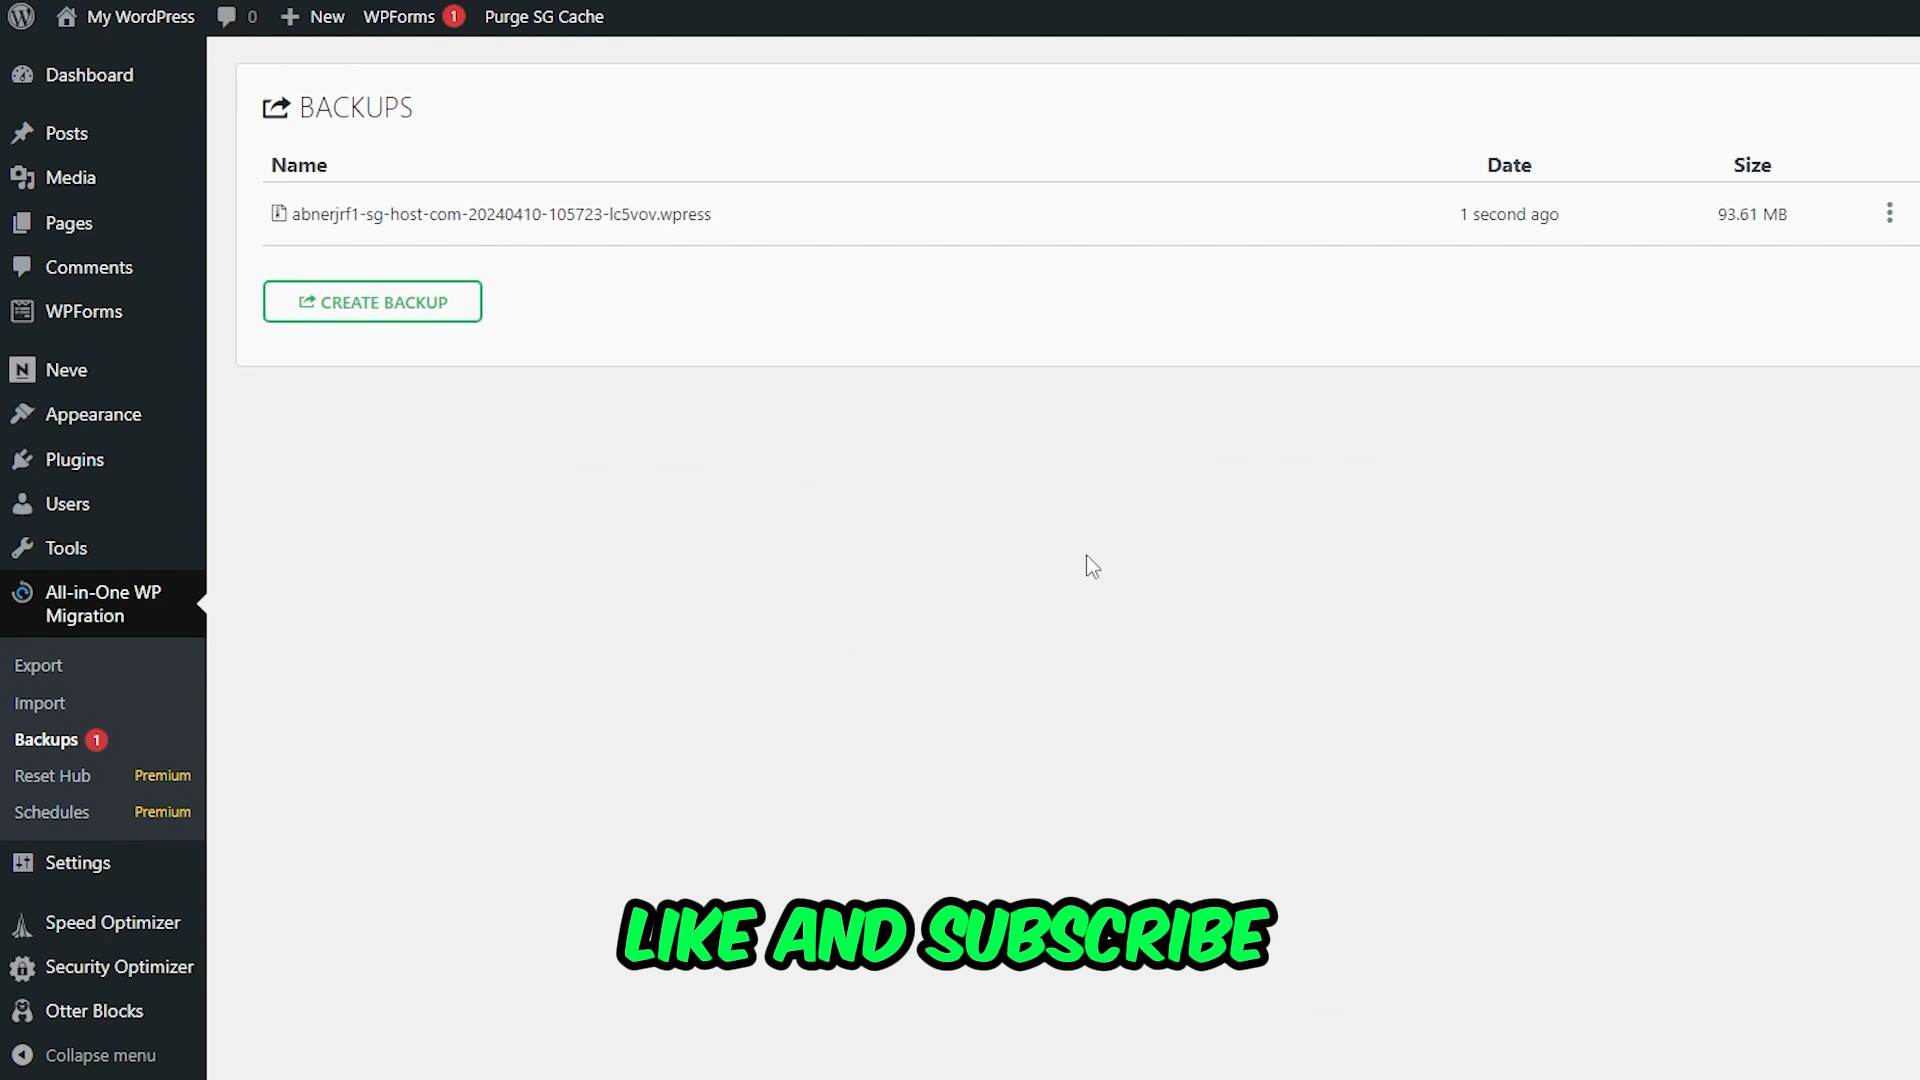 My WordPress 0 New WPForms 1 Purge SG Cache
Dashboard
Posts
Media
Pages
Comments
WPForms
Neve
Appearance
Plugins
Users
Tools
All-in-One WP
Migration
Export
Import
Backups 1
Reset Hub Premium
Schedules Premium
Settings
Speed Optimizer
Security Optimizer
Otter Blocks
Collapse menu
BACKUPS
Name Date Size
abnerjrf1-sg-host-com-20240410-105723-lc5vov.wpress 1 second ago 93.61 MB
CREATE BACKUP
LIKE AND SUBSCRIBE